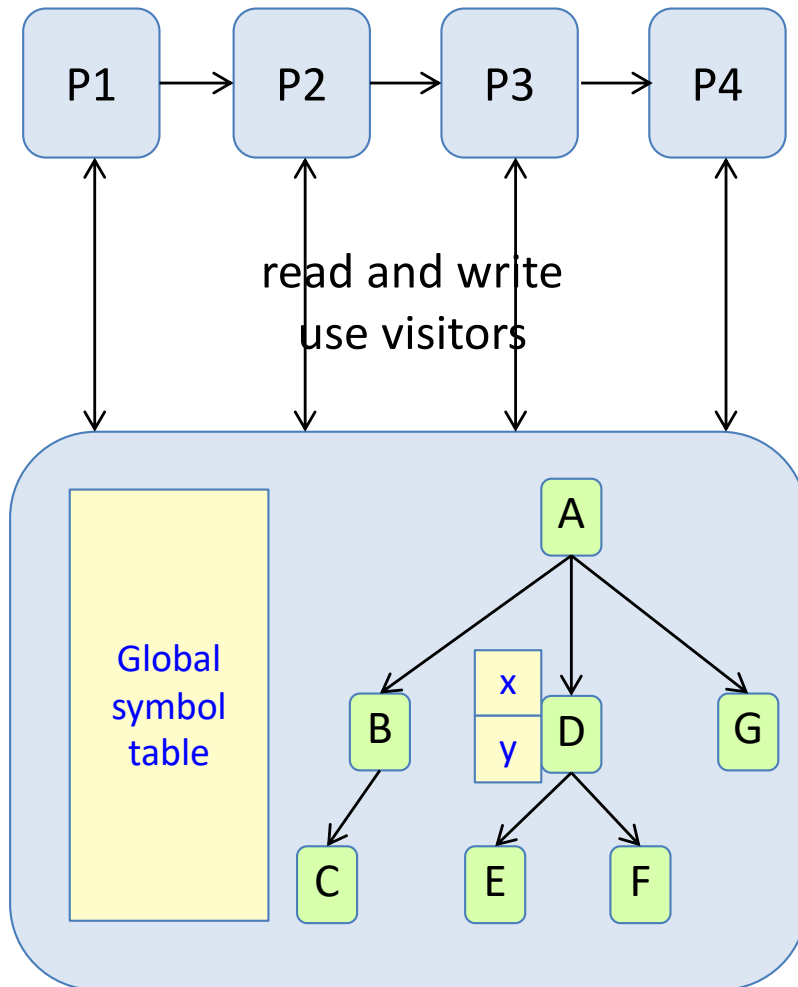 P1
P2
P3
P4
read and write
use visitors
A
Global
symbol
table
x
y
B
D
G
C
E
F